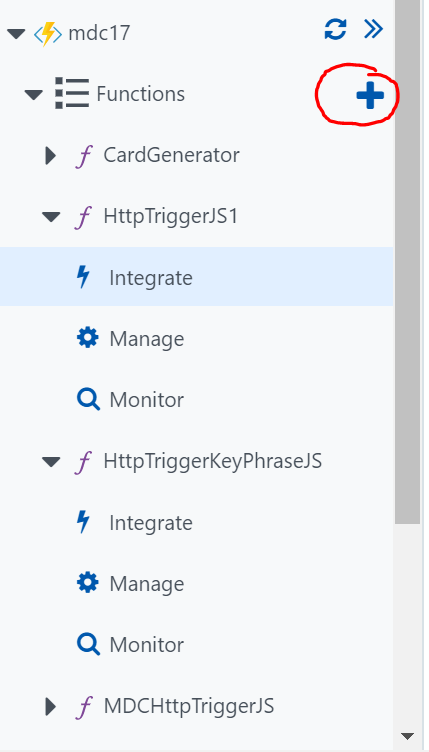 mdc17
Functions
CardGenerator
HttpTriggerJS1
Integrate
Manage
Monitor
HttpTriggerKeyPhraseJS
Integrate
Manage
Monitor
MDCHttpTriggerJS